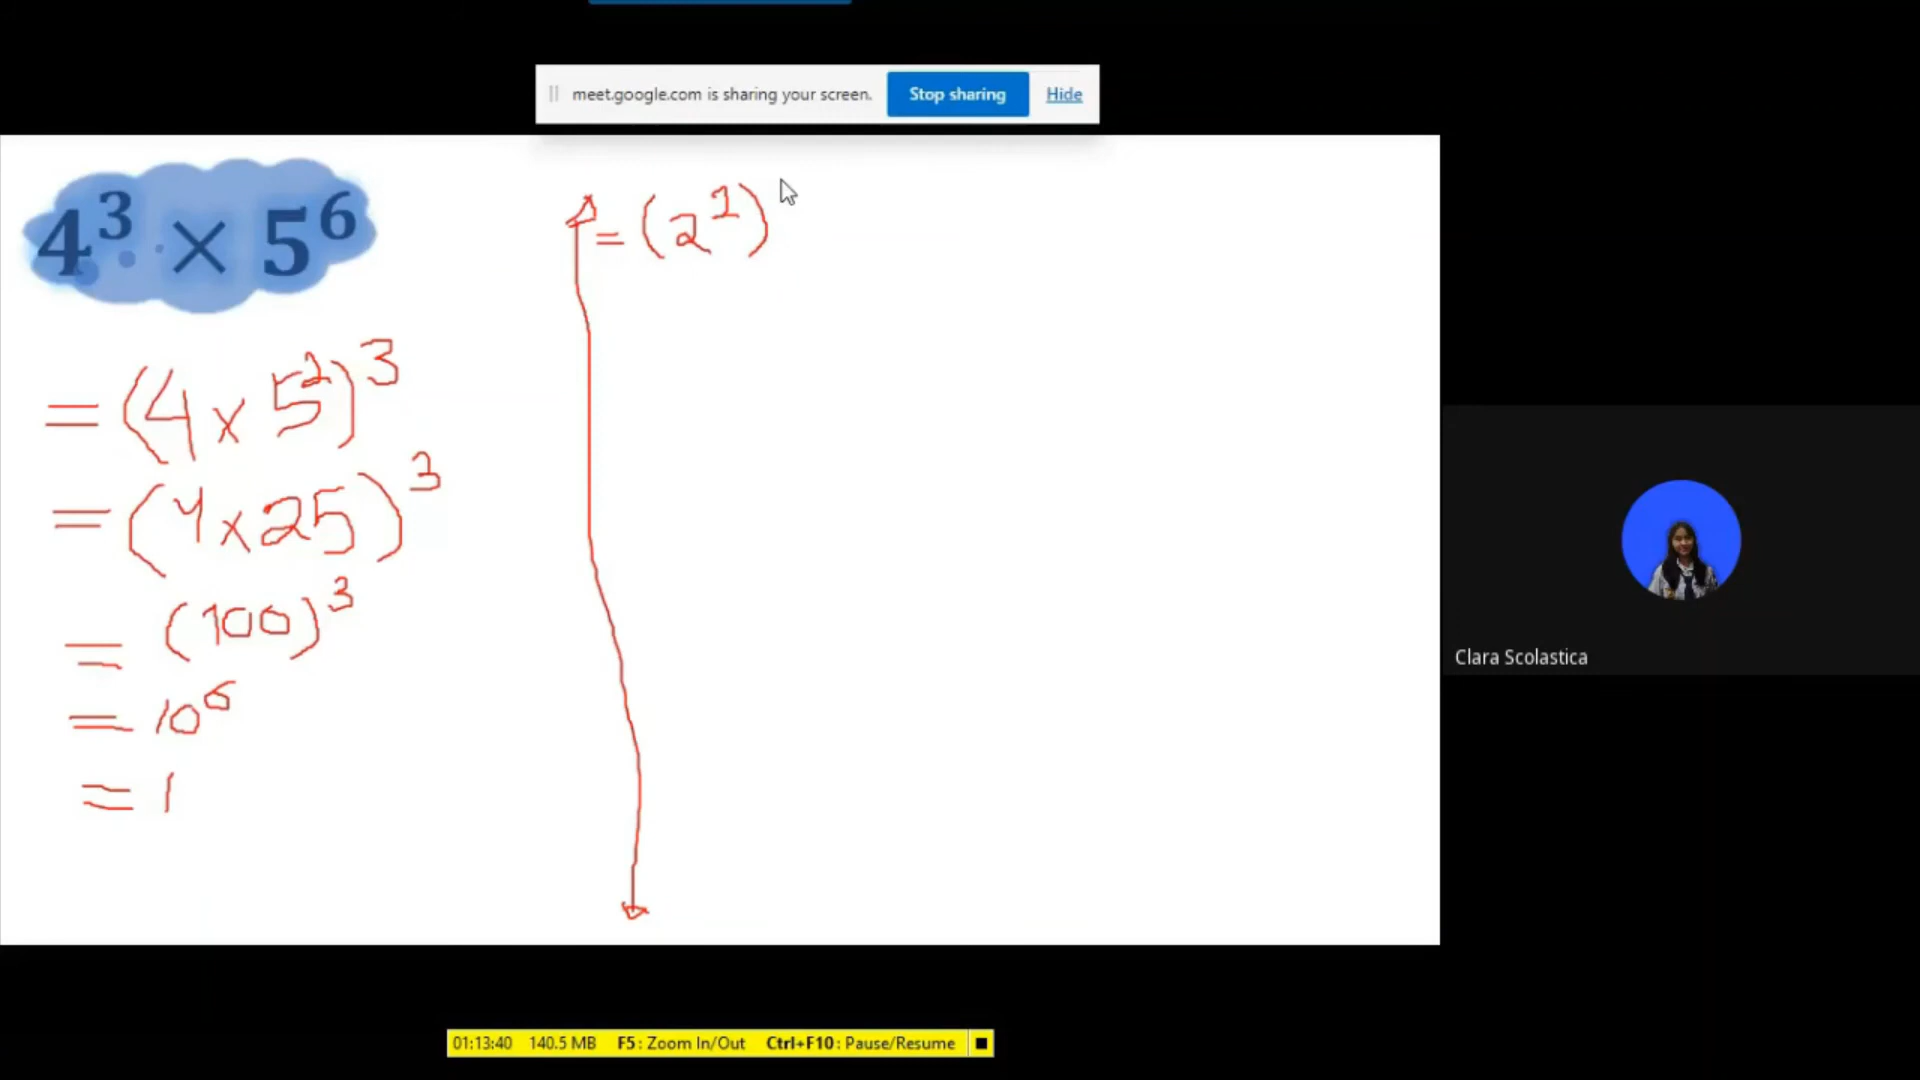 meet.google.com is sharing your screen. Stop sharing Hide
4³ × 5⁶
= (4 × 5²)³
= (4 × 25)³
= (100)³
= 10⁶
= 1
= (2²)
Clara Scolastica
01:13:40 140.5 MB F5: Zoom In/Out Ctrl+F10: Pause/Resume